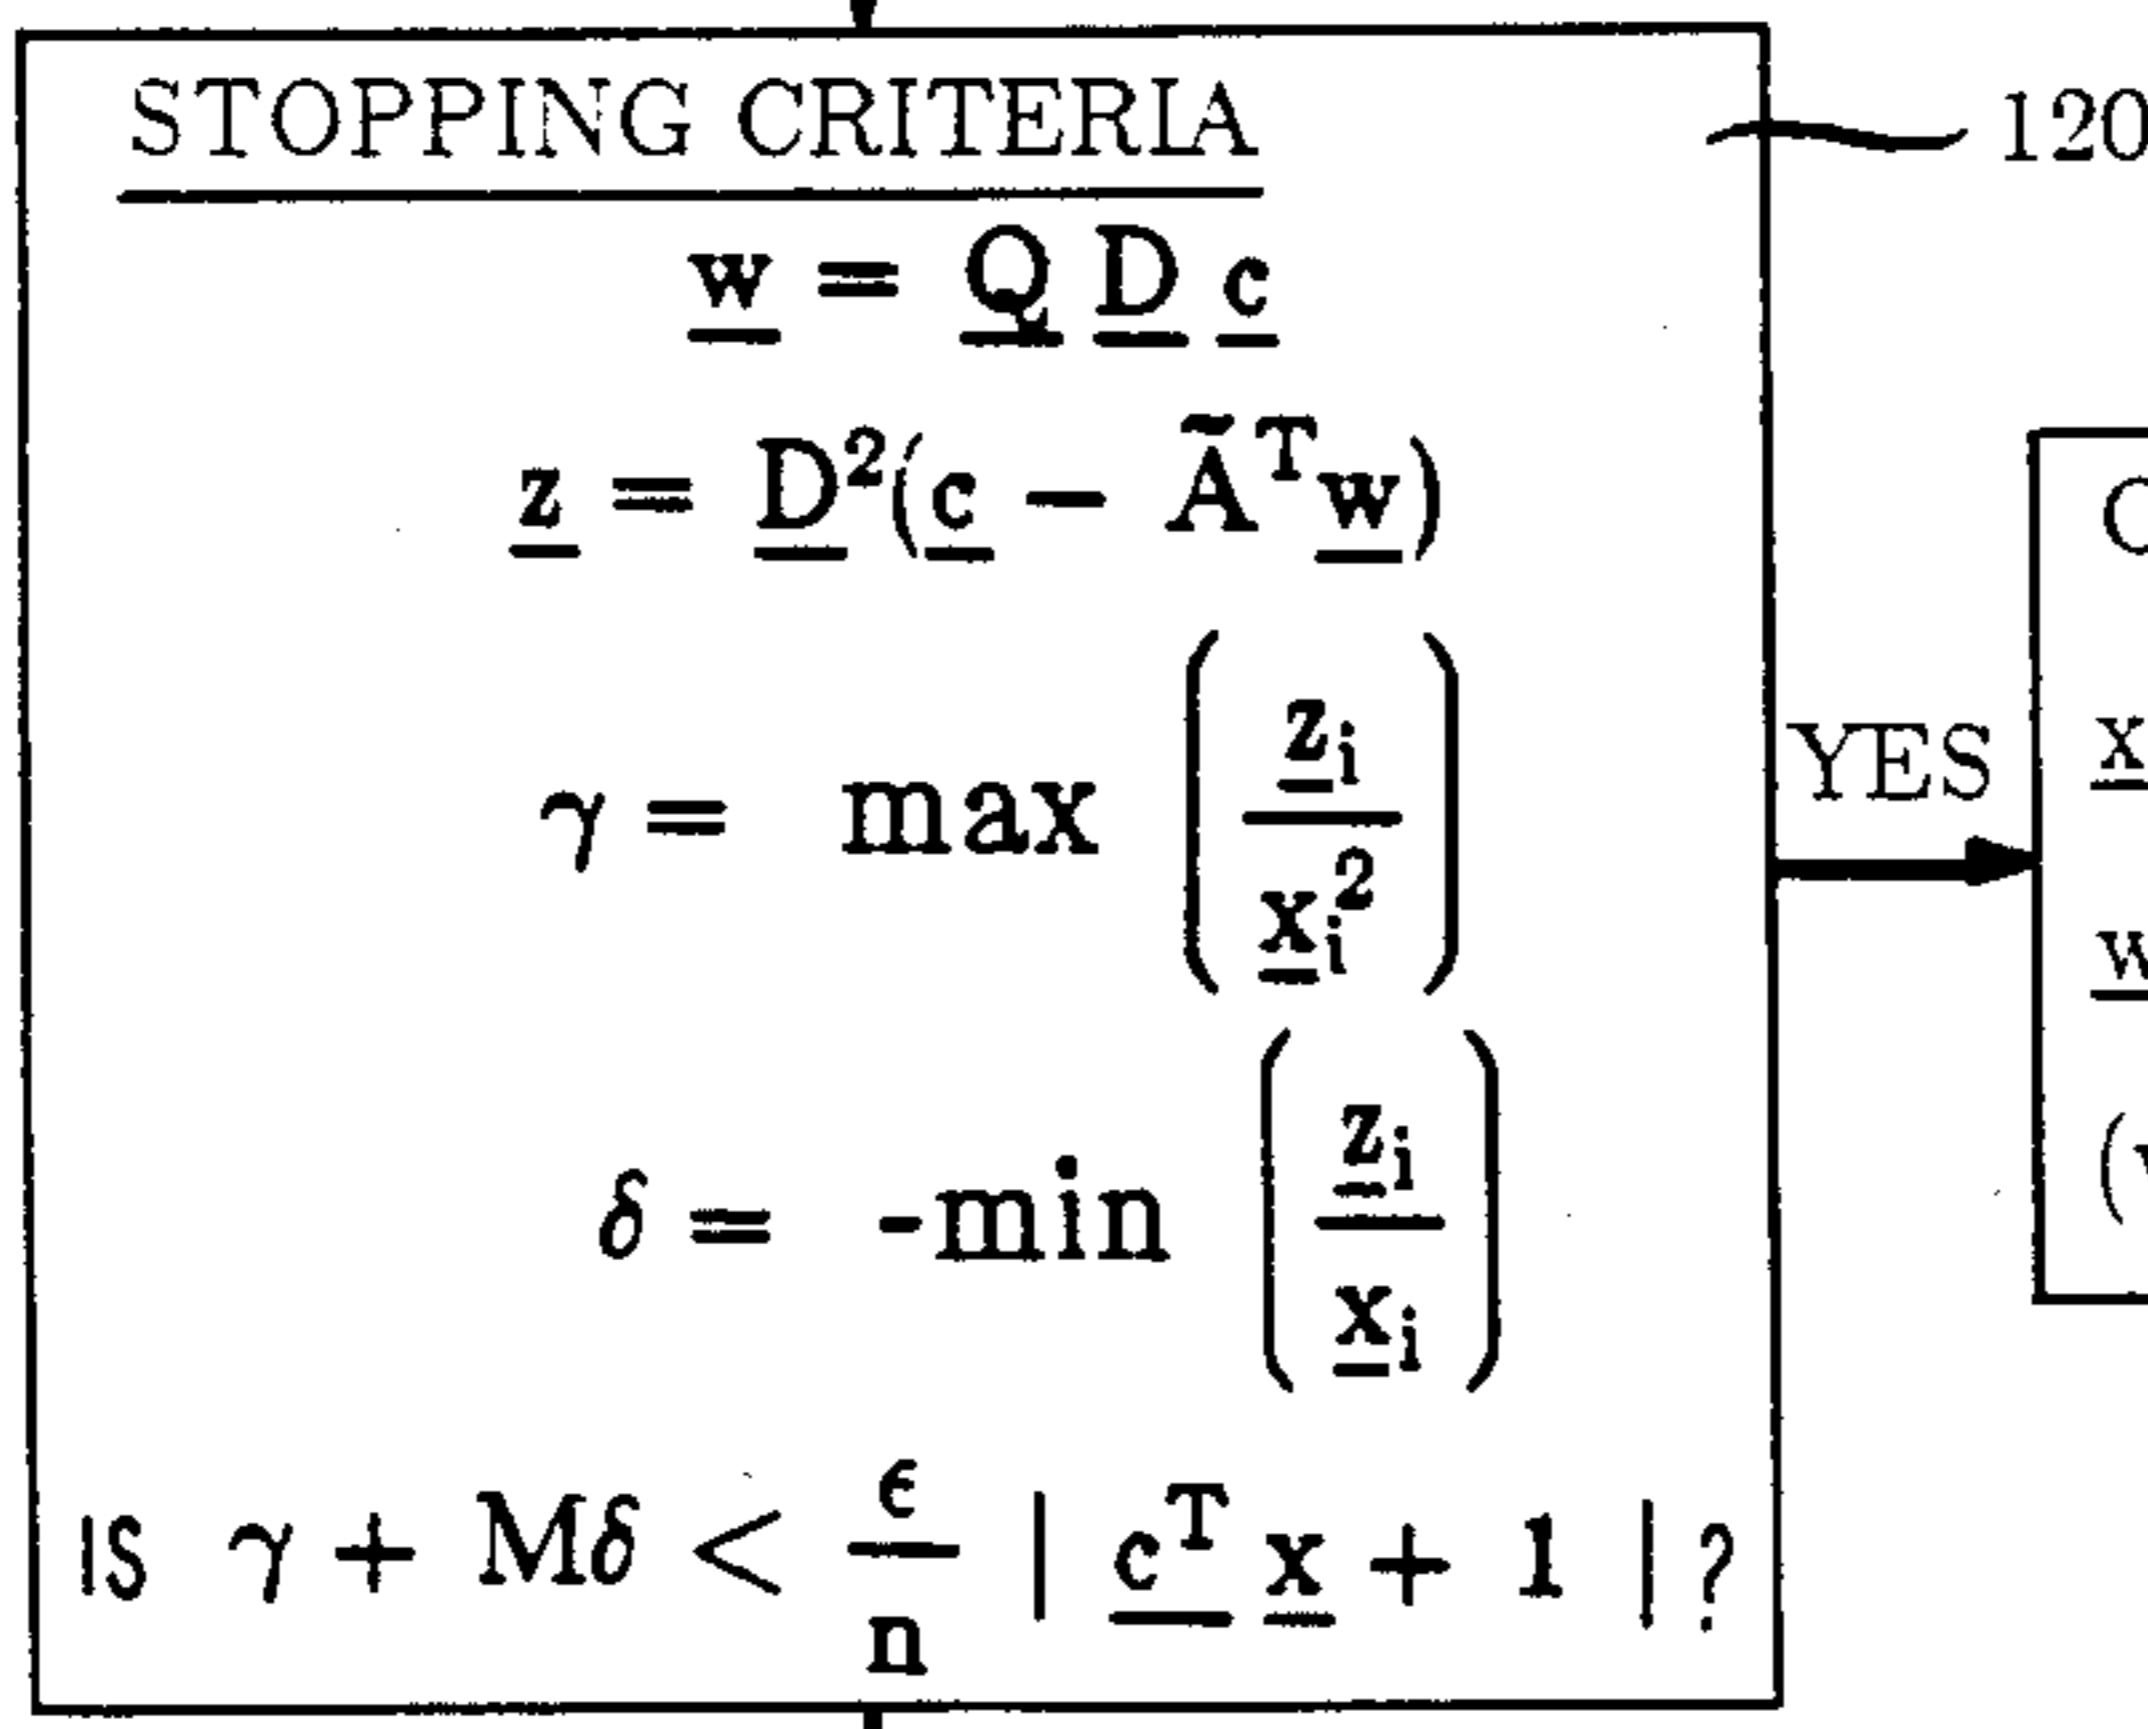 STOPPING CRITERIA
120
w = Q D c
z = D²(c − Ã^T w)
γ = max (z_i / x_i²)
YES
δ = -min (z_i / x_i)
IS γ + Mδ < ε/n | c^T x + 1 |?
x
w